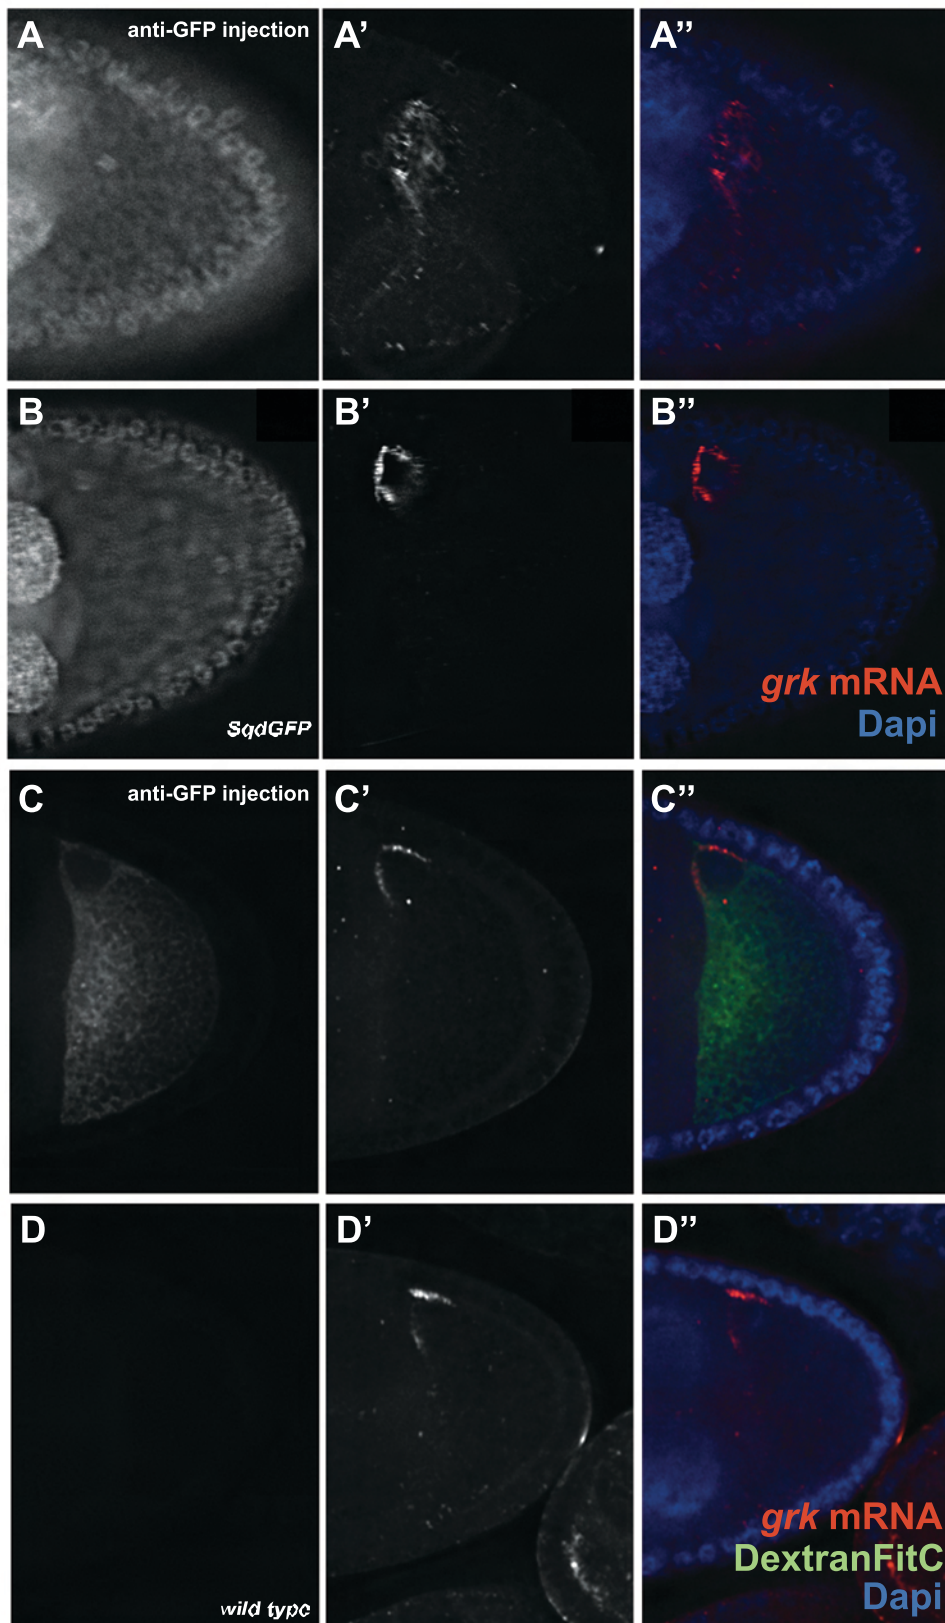 A anti-GFP injection A’ A’’
B B’ B’’
SqdGFP
grk mRNA
Dapi
C anti-GFP injection C’ C’’
D D’ D’’
wild type
grk mRNA
DextranFitC
Dapi